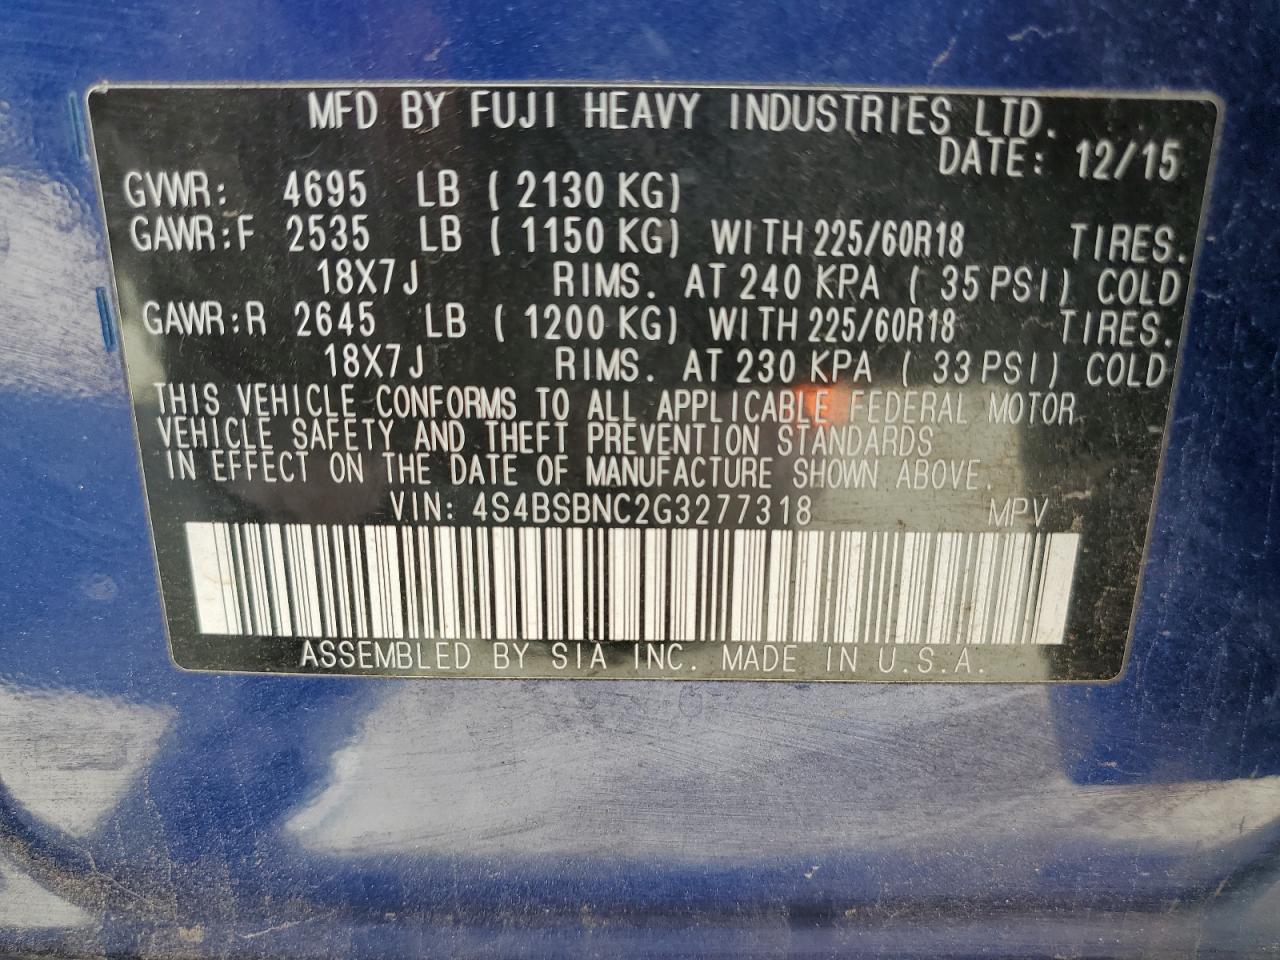 MFD BY FUJI HEAVY INDUSTRIES LTD.
DATE: 12/15
GVWR: 4695 LB ( 2130 KG)
GAWR:F 2535 LB ( 1150 KG) WITH 225/60R18 TIRES.
18X7J RIMS. AT 240 KPA ( 35 PSI) COLD
GAWR:R 2645 LB ( 1200 KG) WITH 225/60R18 TIRES.
18X7J RIMS. AT 230 KPA ( 33 PSI) COLD
THIS VEHICLE CONFORMS TO ALL APPLICABLE FEDERAL MOTOR
VEHICLE SAFETY AND THEFT PREVENTION STANDARDS
IN EFFECT ON THE DATE OF MANUFACTURE SHOWN ABOVE.
VIN: 4S4BSBNC2G3277318 MPV
ASSEMBLED BY SIA INC. MADE IN U.S.A.